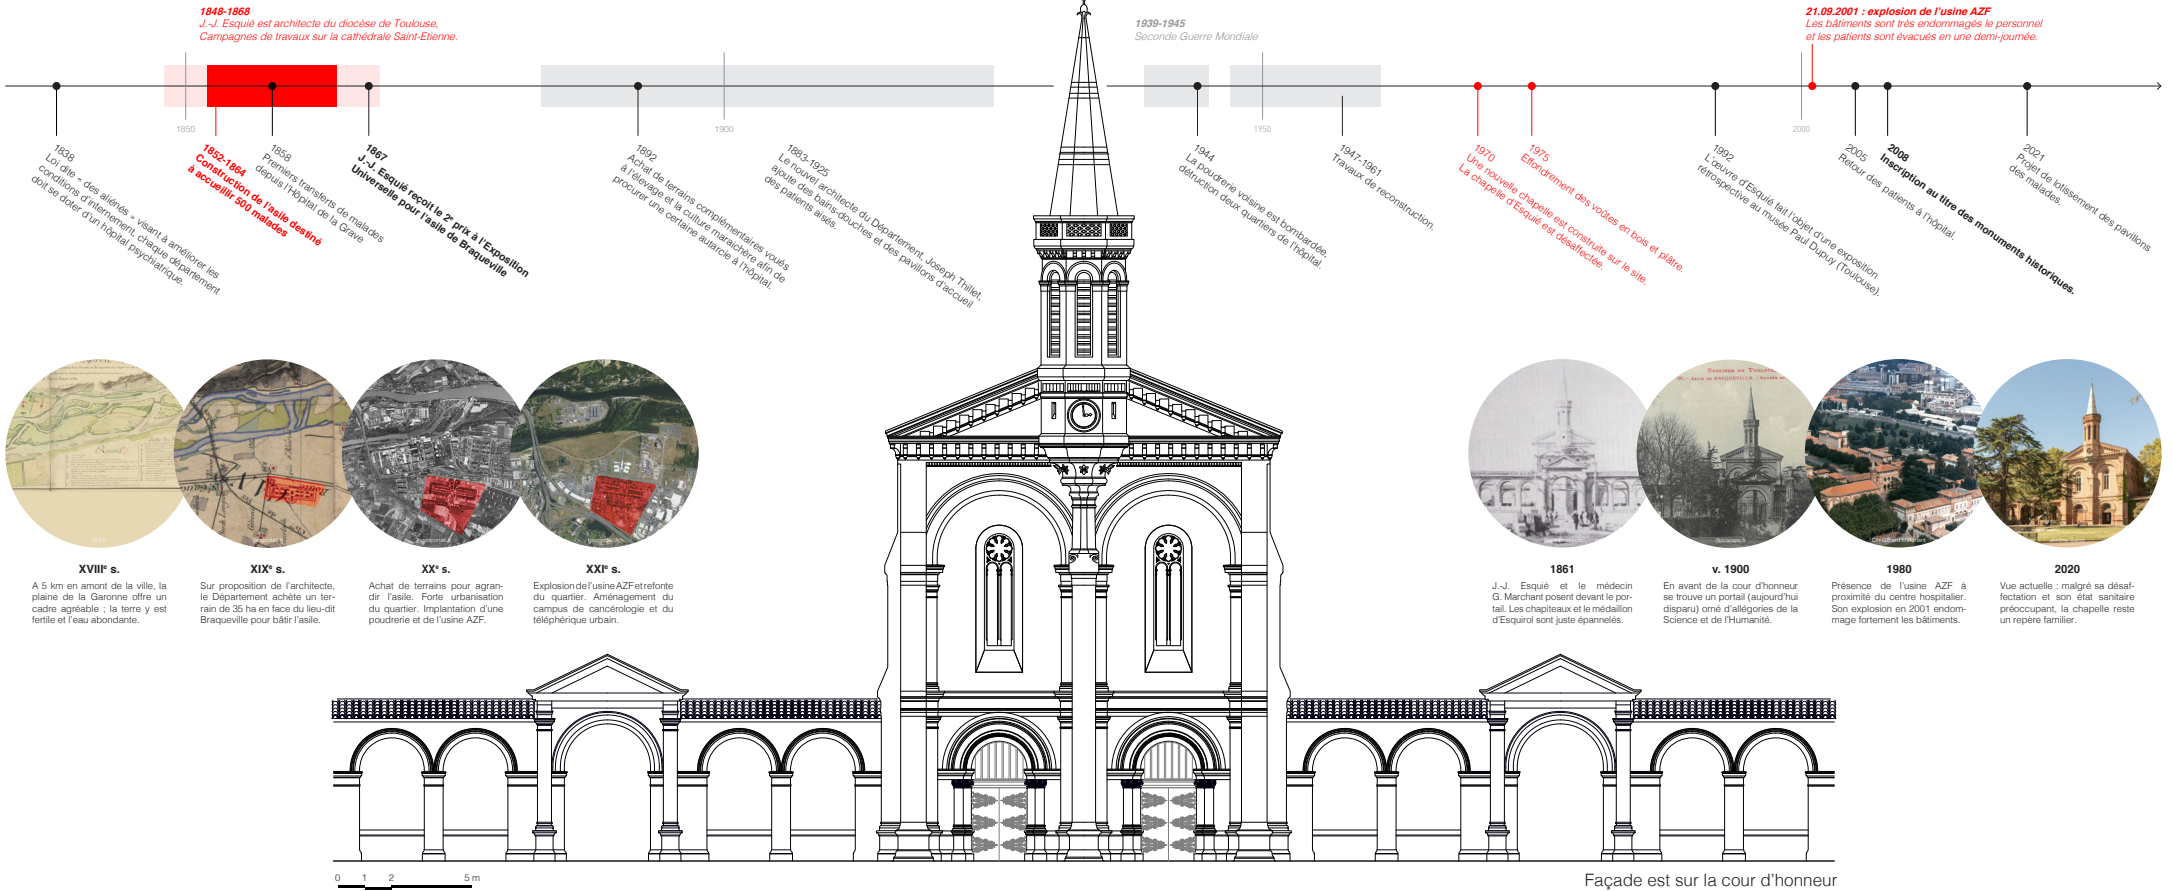 1848-1868
J.-J. Esquié est architecte du diocèse de Toulouse,
Campagnes de travaux sur la cathédrale Saint-Etienne.
1939-1945
Seconde Guerre Mondiale
21.09.2001 : explosion de l'usine AZF
Les bâtiments sont très endommagés le personnel
et les patients sont évacués en une demi-journée.
1850
1900
1950
2000
1838
Loi dite « des aliénés » visant à améliorer les
conditions d'internement, chaque département
doit se doter d'un hôpital psychiatrique.
1852-1864
Construction de l'asile destiné
à accueillir 500 malades
1858
Premiers transferts de malades
depuis l'Hôpital de la Grave
1867
J.-J. Esquié reçoit le 2e prix à l'Exposition
Universelle pour l'asile de Braqueville
1892
Achat de terrains complémentaires voués
à l'élevage et la culture maraîchère afin de
procurer une certaine autarcie à l'hôpital.
1883-1925
Le nouvel architecte du Département, Joseph Thillet,
ajoute des bains-douches et des pavillons d'accueil
des patients aisés.
1944
La poudrerie voisine est bombardée,
détruction deux quartiers de l'hôpital.
1947-1961
Travaux de reconstruction.
1970
Une nouvelle chapelle est construite sur le site.
La chapelle d'Esquié est désaffectée.
1975
Effondrement des voûtes en bois et plâtre.
1992
L'œuvre d'Esquié fait l'objet d'une exposition
rétrospective au musée Paul Dupuy (Toulouse).
2005
Retour des patients à l'hôpital.
2008
Inscription au titre des monuments historiques.
2021
Projet de lotissement des pavillons
des malades.
XVIIIe s.
A 5 km en amont de la ville, la
plaine de la Garonne offre un
cadre agréable ; la terre y est
fertile et l'eau abondante.
XIXe s.
Sur proposition de l'architecte,
le Département achète un ter-
rain de 35 ha en face du lieu-dit
Braqueville pour bâtir l'asile.
XXe s.
Achat de terrains pour agran-
dir l'asile. Forte urbanisation
du quartier. Implantation d'une
poudrerie et de l'usine AZF.
XXIe s.
Explosion de l'usine AZF et refonte
du quartier. Aménagement du
campus de cancérologie et du
téléphérique urbain.
1861
J.-J. Esquié et le médecin
G. Marchant posent devant le por-
tail. Les chapiteaux et le médaillon
d'Esquirol sont juste épannelés.
v. 1900
En avant de la cour d'honneur
se trouve un portail (aujourd'hui
disparu) orné d'allégories de la
Science et de l'Humanité.
1980
Présence de l'usine AZF à
proximité du centre hospitalier.
Son explosion en 2001 endom-
mage fortement les bâtiments.
2020
Vue actuelle : malgré sa désaf-
fectation et son état sanitaire
préoccupant, la chapelle reste
un repère familier.
0 1 2 5 m
Façade est sur la cour d'honneur